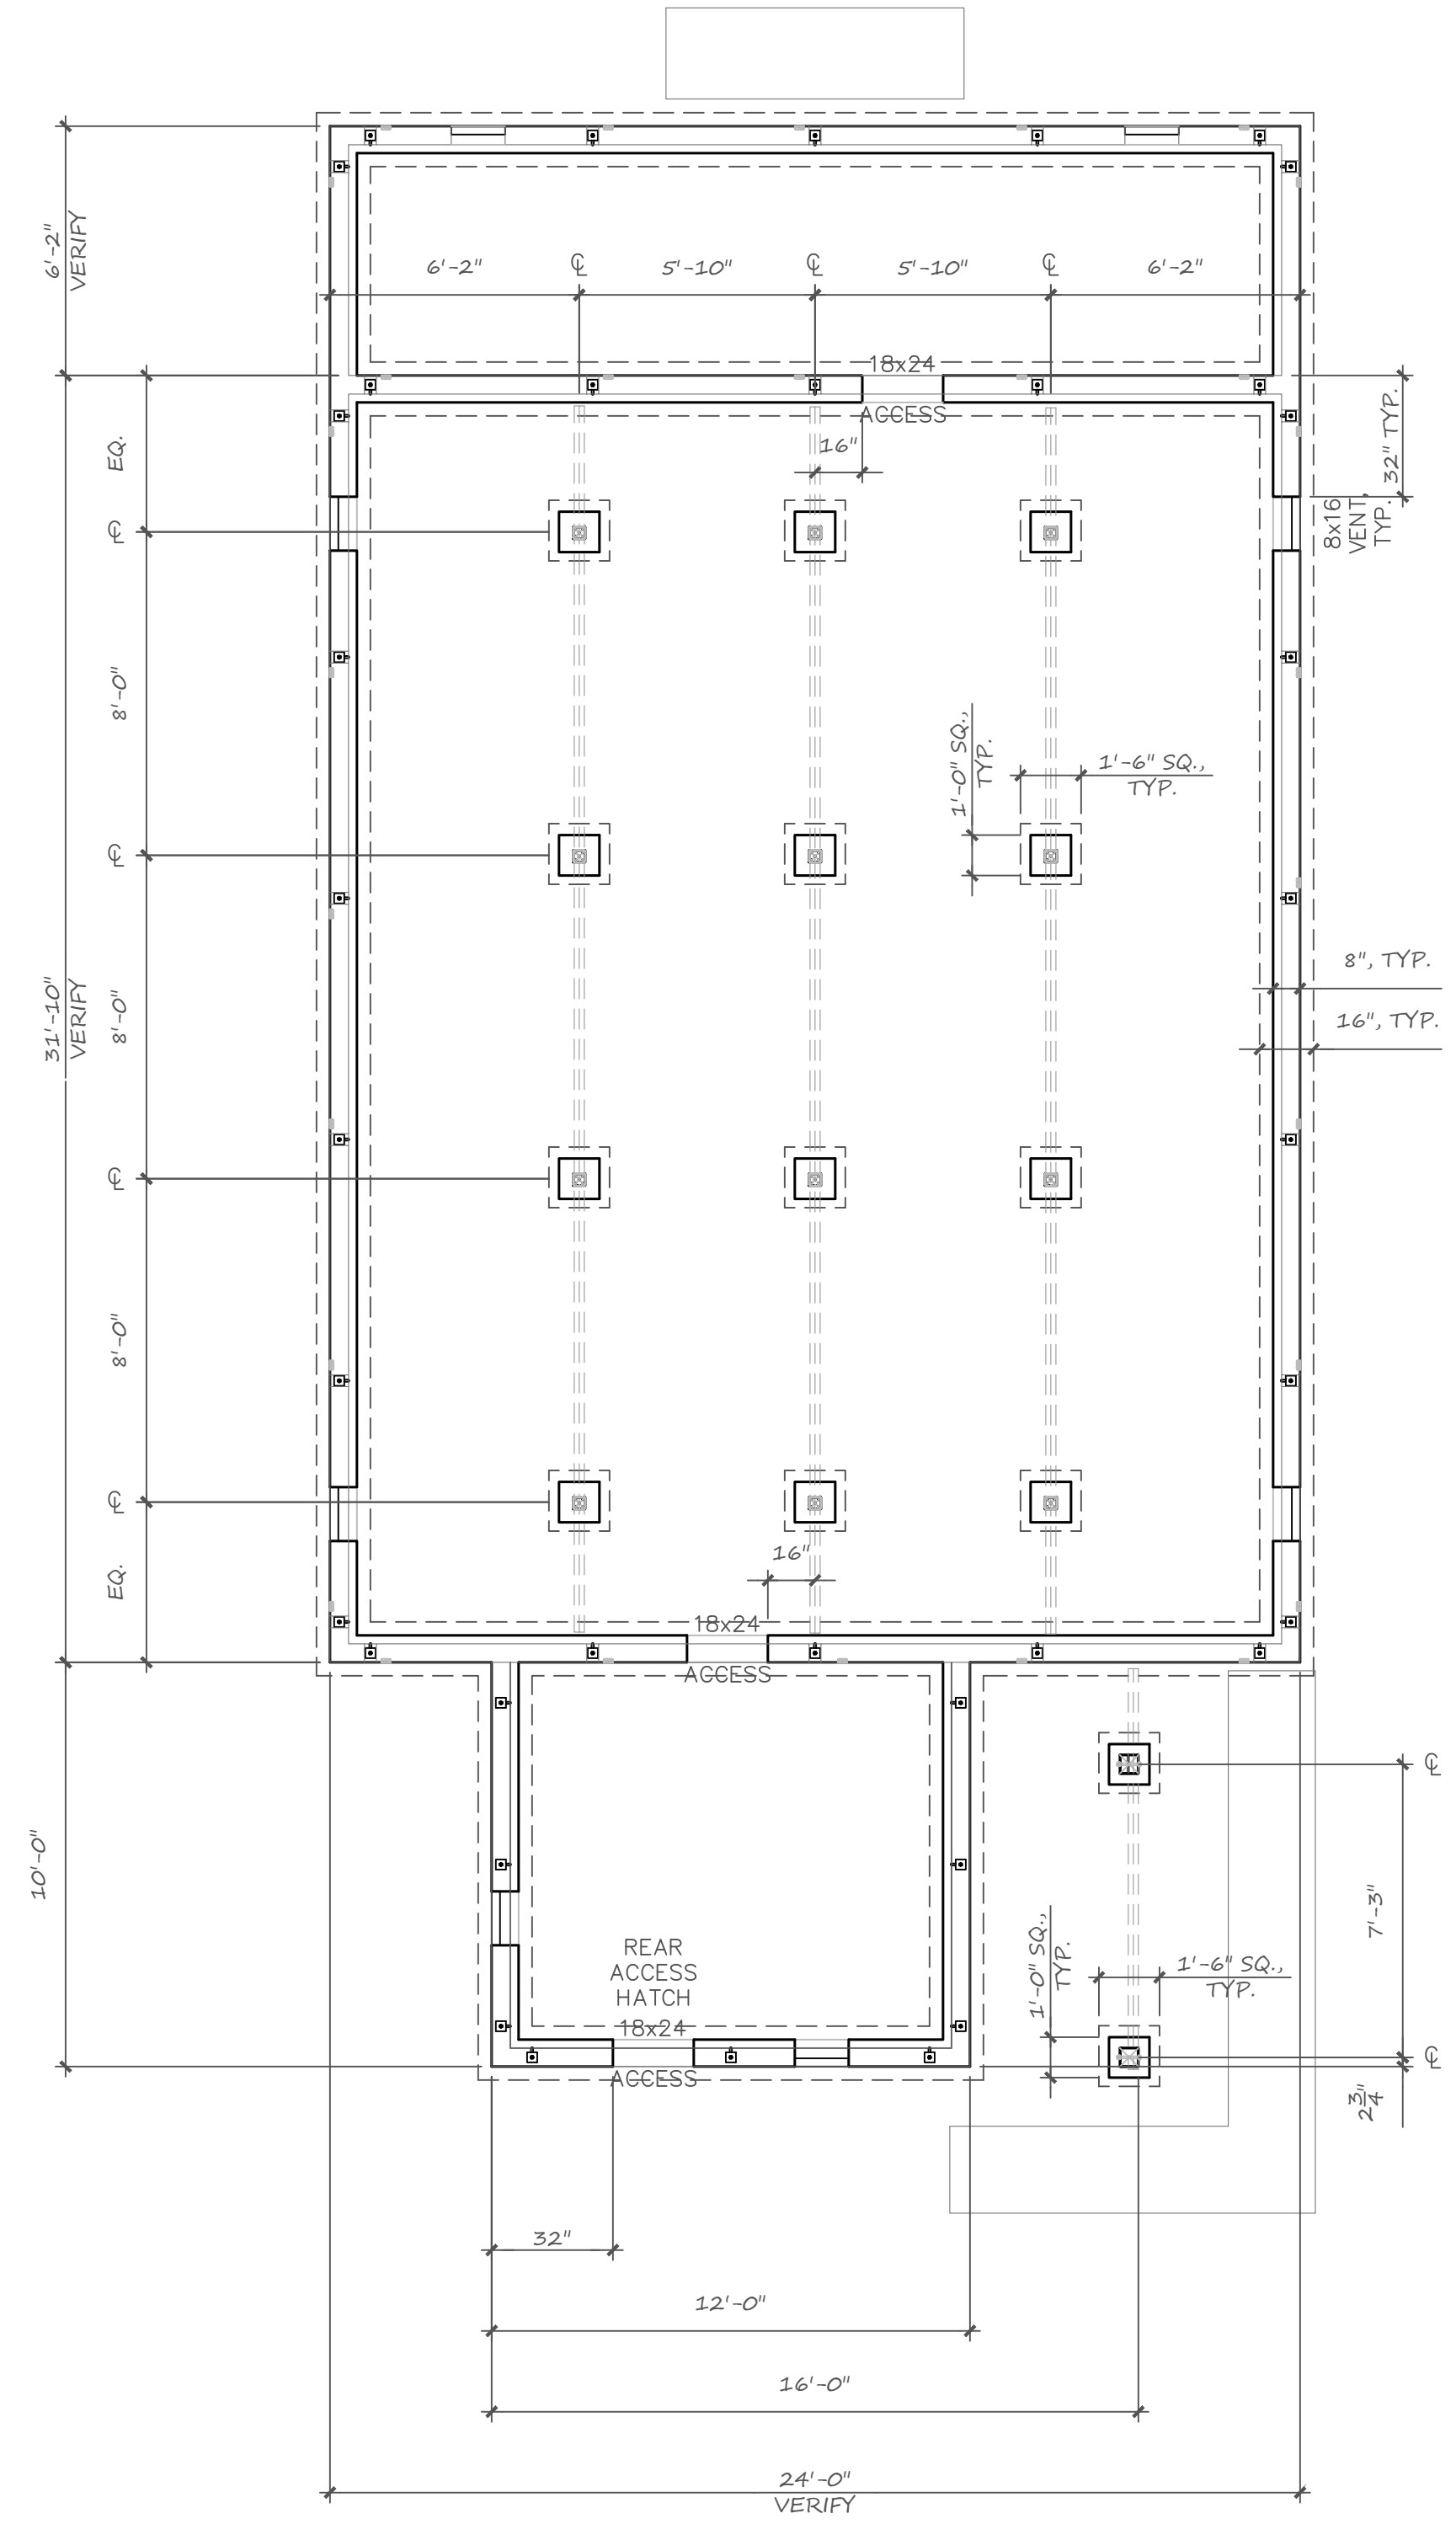 6'-2"
VERIFY
6'-2"
℄
5'-10"
℄
5'-10"
℄
6'-2"
18x24
ACCESS
16"
32" TYP.
8x16
VENT,
TYP.
EQ.
℄
8'-0"
1'-0" SQ.,
TYP.
1'-6" SQ.,
TYP.
℄
8", TYP.
16", TYP.
31'-10"
VERIFY
8'-0"
℄
8'-0"
℄
16"
EQ.
18x24
ACCESS
℄
10'-0"
7'-3"
REAR
ACCESS
HATCH
18x24
ACCESS
1'-0" SQ.,
TYP.
1'-6" SQ.,
TYP.
℄
2 3/4"
32"
12'-0"
16'-0"
24'-0"
VERIFY